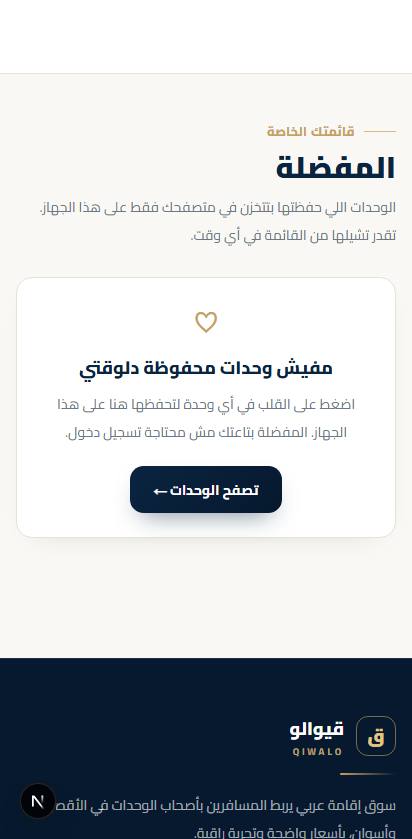 قائمتك الخاصة
المفضلة
الوحدات اللي حفظتها بتتخزن في متصفحك فقط على هذا الجهاز.
تقدر تشيلها من القائمة في أي وقت.
مفيش وحدات محفوظة دلوقتي
اضغط على القلب في أي وحدة لتحفظها هنا على هذا
الجهاز. المفضلة بتاعتك مش محتاجة تسجيل دخول.
تصفح الوحدات ←
ق
قيوالو
QIWALO
N
سوق إقامة عربي يربط المسافرين بأصحاب الوحدات في الأقص
وأسوان، بأسعار واضحة وتجربة راقية.